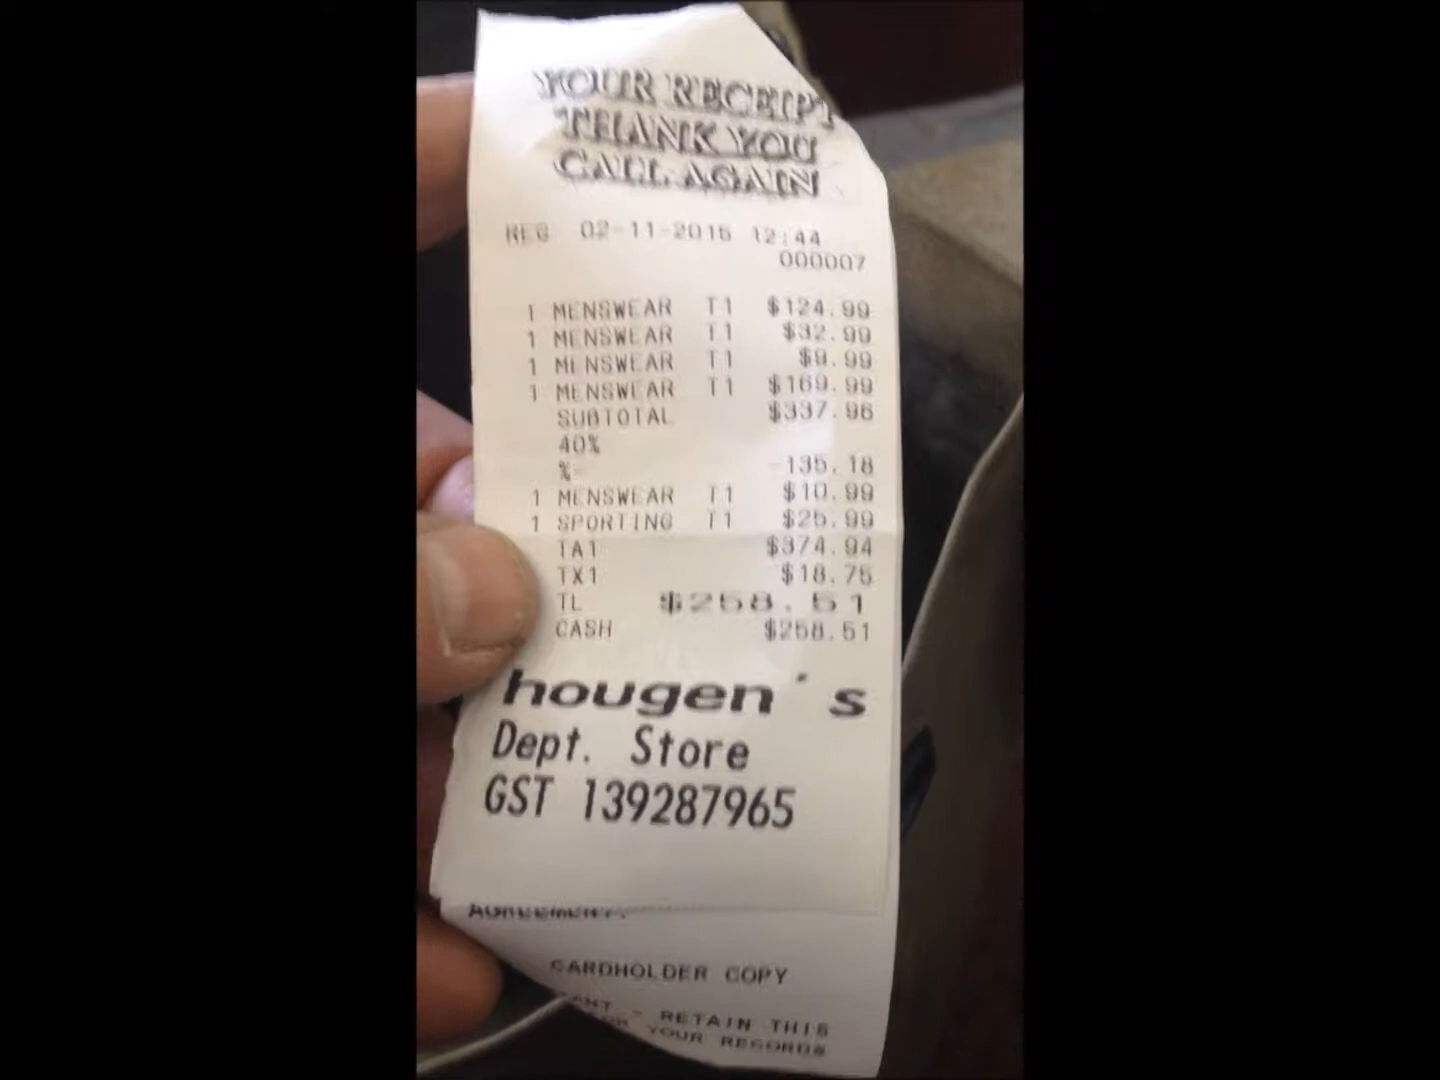 YOUR RECEIPT
THANK YOU
CALL AGAIN
REG 02-11-2015 12:44
000007
1 MENSWEAR T1 $124.99
1 MENSWEAR T1 $32.99
1 MENSWEAR T1 $9.99
1 MENSWEAR T1 $169.99
SUBTOTAL $337.96
40%
%- -135.18
1 MENSWEAR T1 $10.99
1 SPORTING T1 $25.99
TA1 $374.94
TX1 $18.75
TL $258.51
CASH $258.51
hougen's
Dept. Store
GST 139287965
AGREEMENT.
CARDHOLDER COPY
RETAIN THIS
YOUR RECORDS